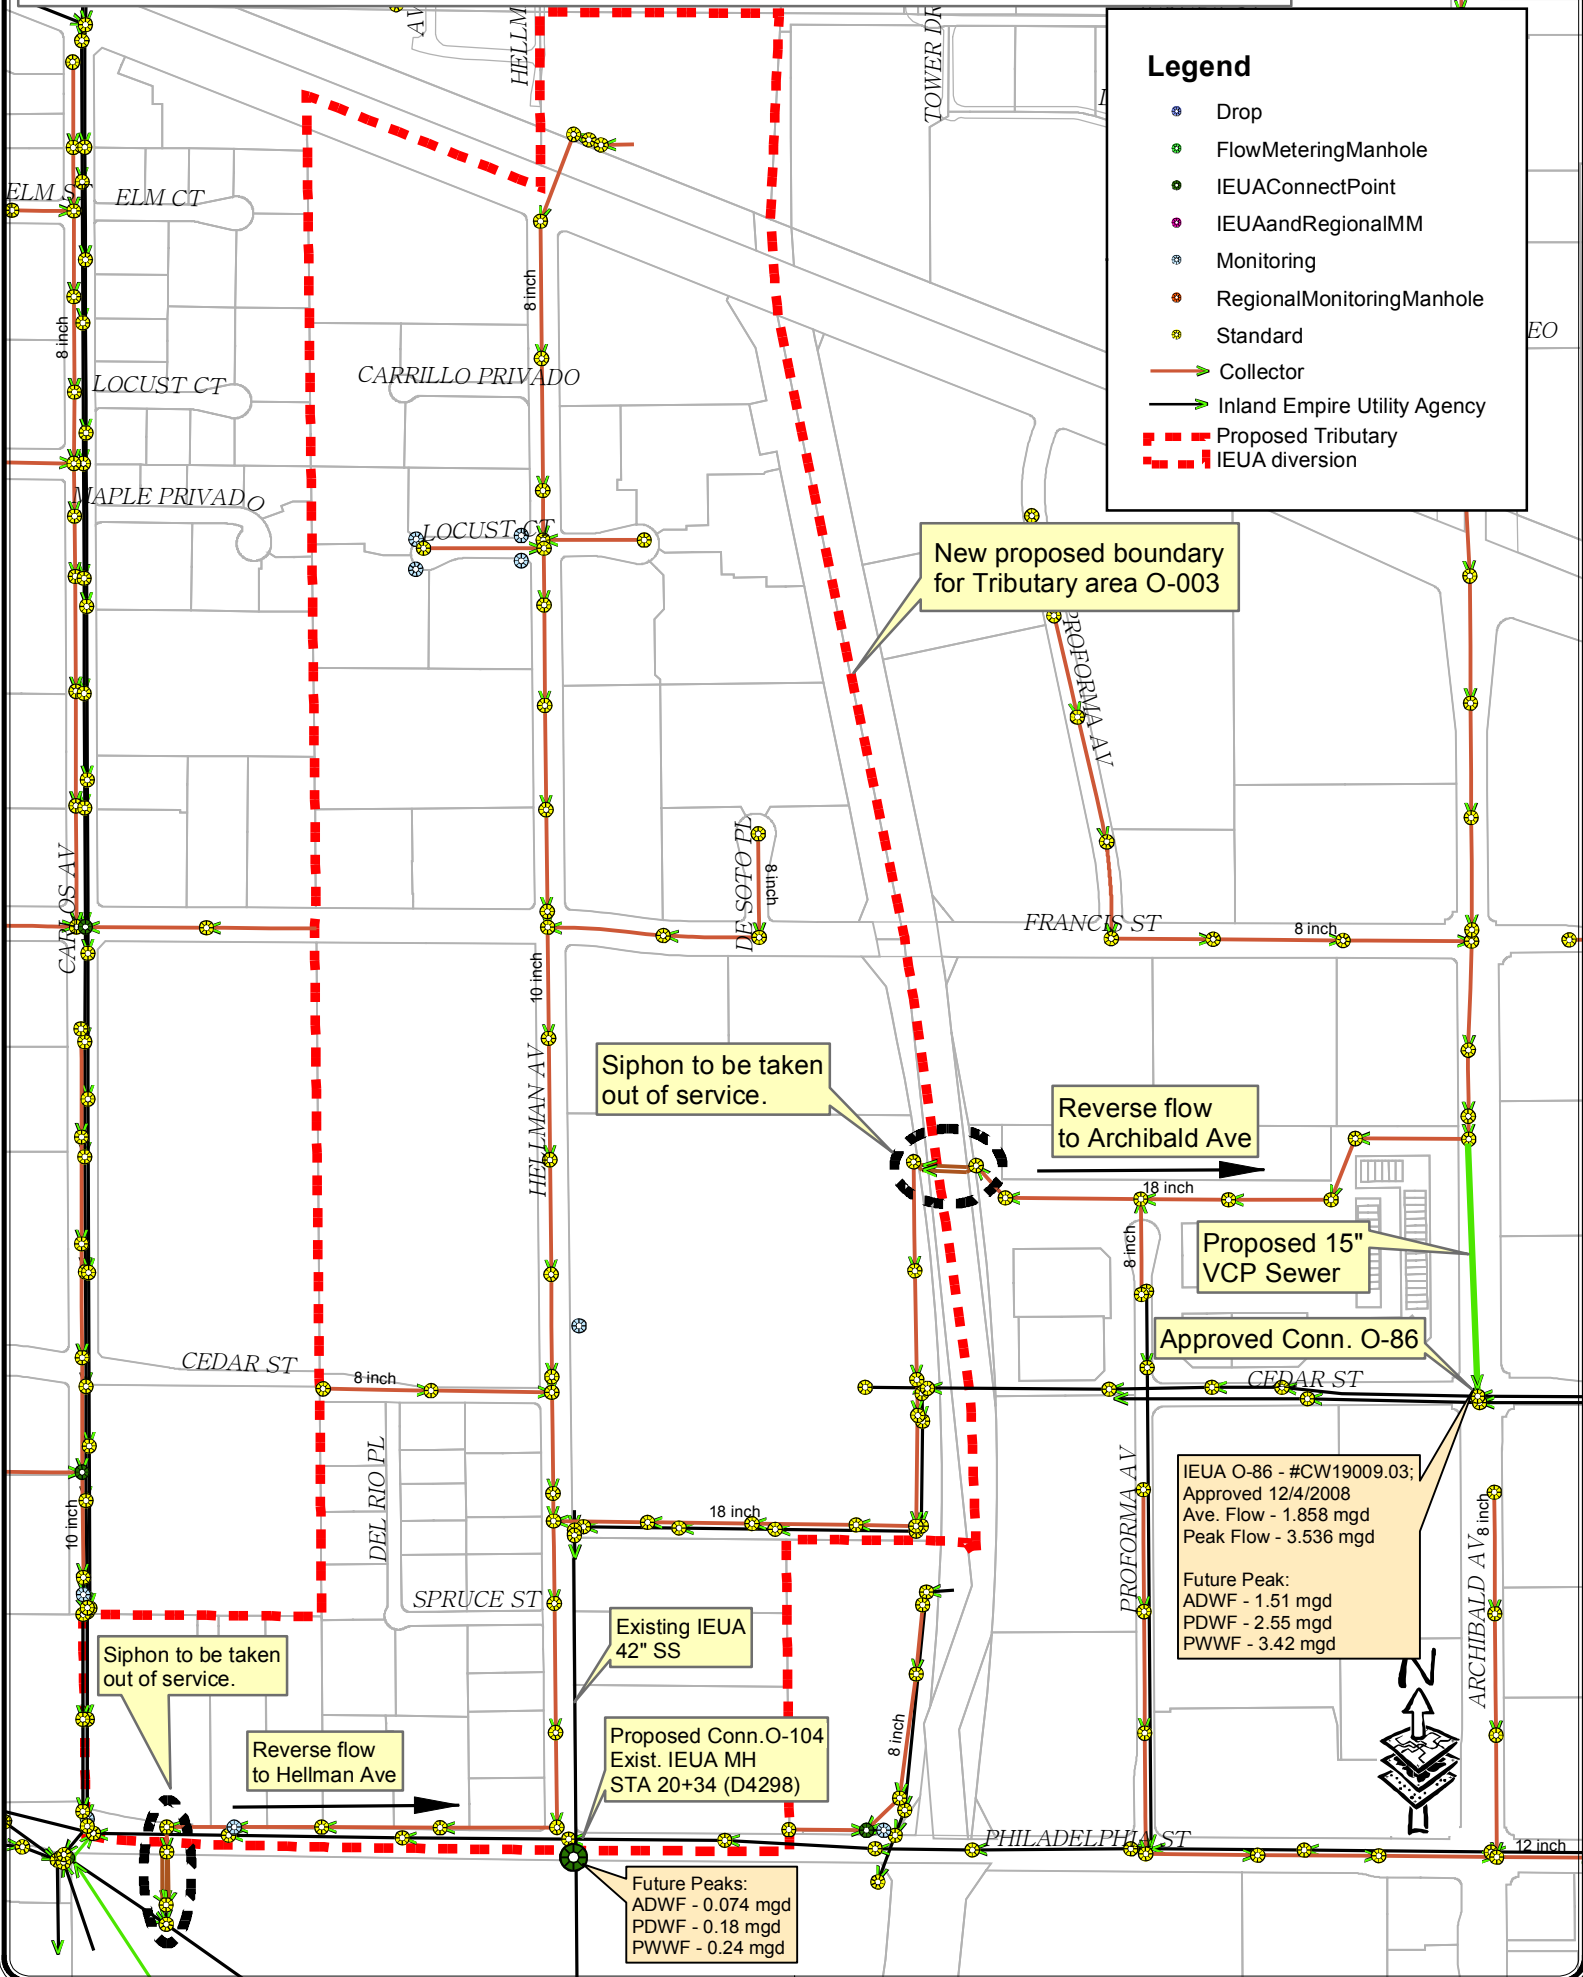 Legend
Drop
FlowMeteringManhole
IEUAConnectPoint
IEUAandRegionalMM
Monitoring
RegionalMonitoringManhole
Standard
Collector
Inland Empire Utility Agency
Proposed Tributary
IEUA diversion
AV
HELLM
TOWER DR
EO
ELM ST
ELM CT
8 inch
8 inch
LOCUST CT
CARRILLO PRIVADO
MAPLE PRIVADO
LOCUST CT
New proposed boundary
for Tributary area O-003
PROFORMA AV
CARLOS AV
DE SOTO PL
8 inch
FRANCIS ST
8 inch
10 inch
HELLMAN AV
Siphon to be taken
out of service.
Reverse flow
to Archibald Ave
18 inch
8 inch
Proposed 15"
VCP Sewer
Approved Conn. O-86
CEDAR ST
8 inch
CEDAR ST
DEL RIO PL
10 inch
18 inch
PROFORMA AV
IEUA O-86 - #CW19009.03;
Approved 12/4/2008
Ave. Flow - 1.858 mgd
Peak Flow - 3.536 mgd
Future Peak:
ADWF - 1.51 mgd
PDWF - 2.55 mgd
PWWF - 3.42 mgd
8 inch
ARCHIBALD AV
SPRUCE ST
Existing IEUA
42" SS
Siphon to be taken
out of service.
N
Reverse flow
to Hellman Ave
Proposed Conn.O-104
Exist. IEUA MH
STA 20+34 (D4298)
8 inch
PHILADELPHIA ST
12 inch
Future Peaks:
ADWF - 0.074 mgd
PDWF - 0.18 mgd
PWWF - 0.24 mgd